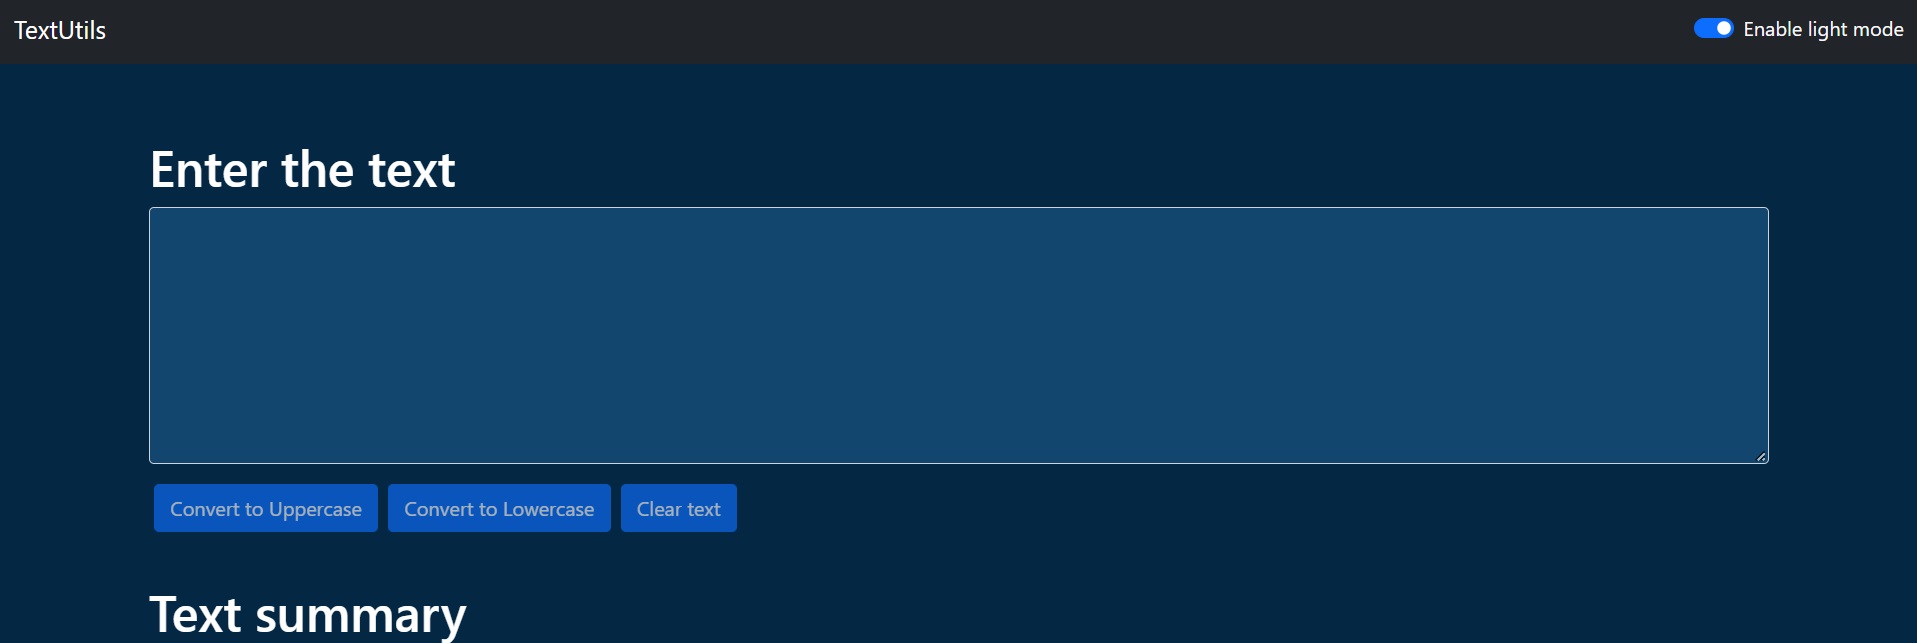 TextUtils
Enable light mode
Enter the text
Convert to Uppercase
Convert to Lowercase
Clear text
Text summary